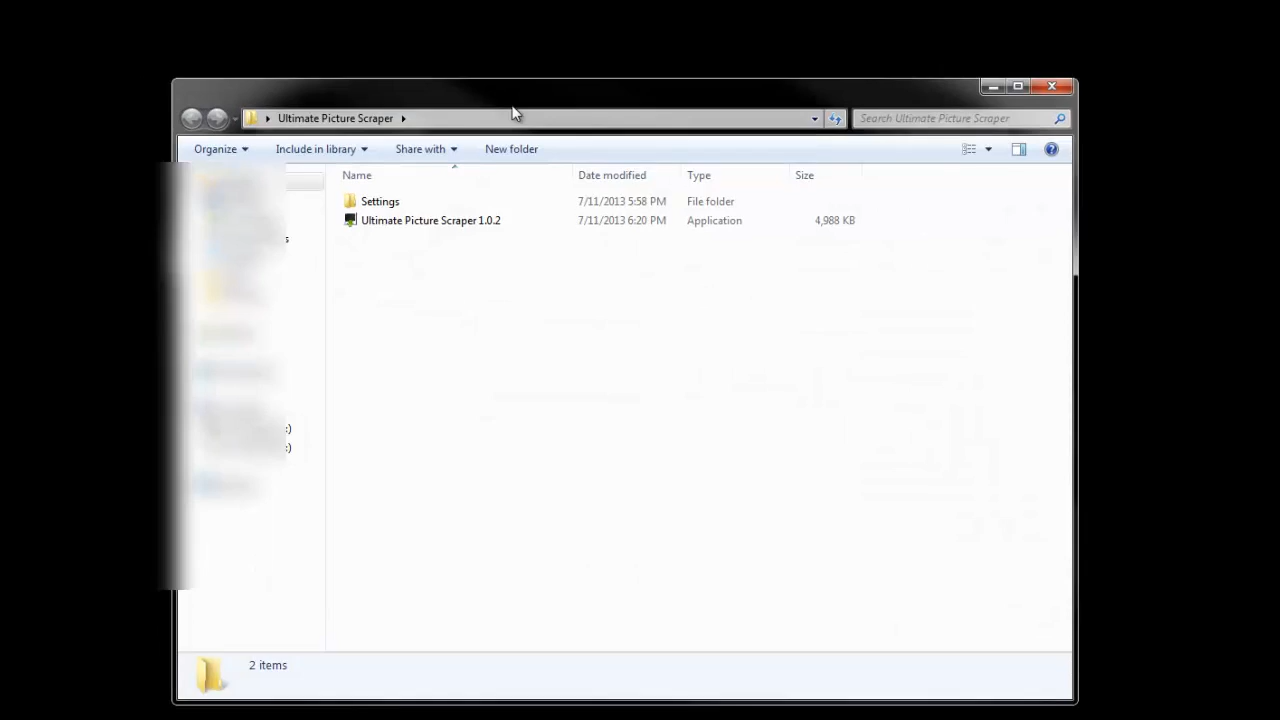 Ultimate Picture Scraper
Search Ultimate Picture Scraper
Organize Include in library Share with New folder
Name Date modified Type Size
Settings 7/11/2013 5:58 PM File folder
Ultimate Picture Scraper 1.0.2 7/11/2013 6:20 PM Application 4,988 KB
s
:)
:)
2 items